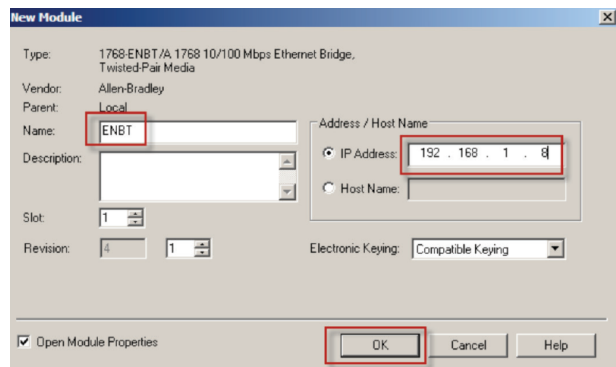 New Module
Type: 1768-ENBT/A 1768 10/100 Mbps Ethernet Bridge,
Twisted-Pair Media
Vendor: Allen-Bradley
Parent: Local
Name: ENBT
Address / Host Name
IP Address: 192 . 168 . 1 . 8
Description:
Host Name:
Slot: 1
Revision: 4 1
Electronic Keying: Compatible Keying
Open Module Properties
OK Cancel Help